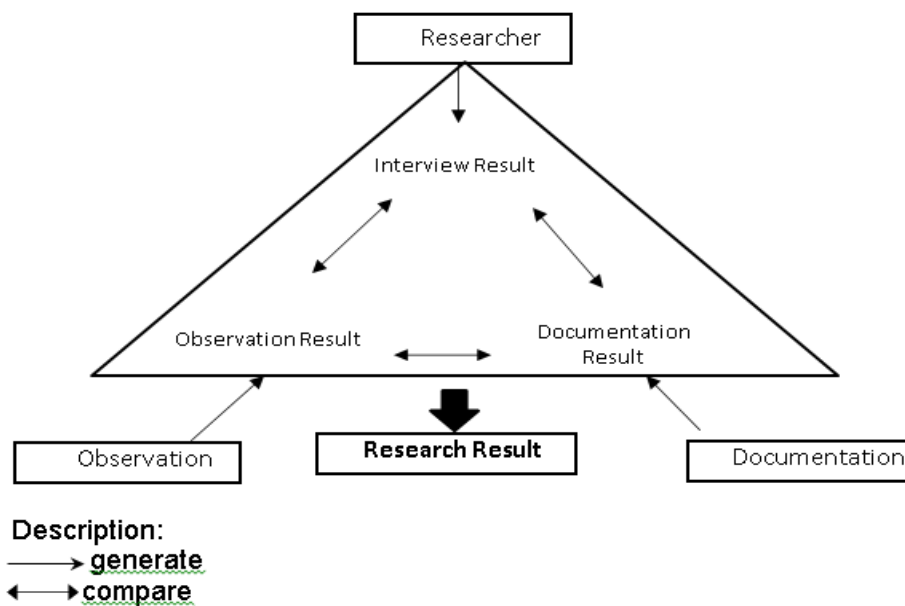 Researcher
Interview Result
Observation Result
Documentation
Result
Observation
Research Result
Documentation
Description:
generate
compare